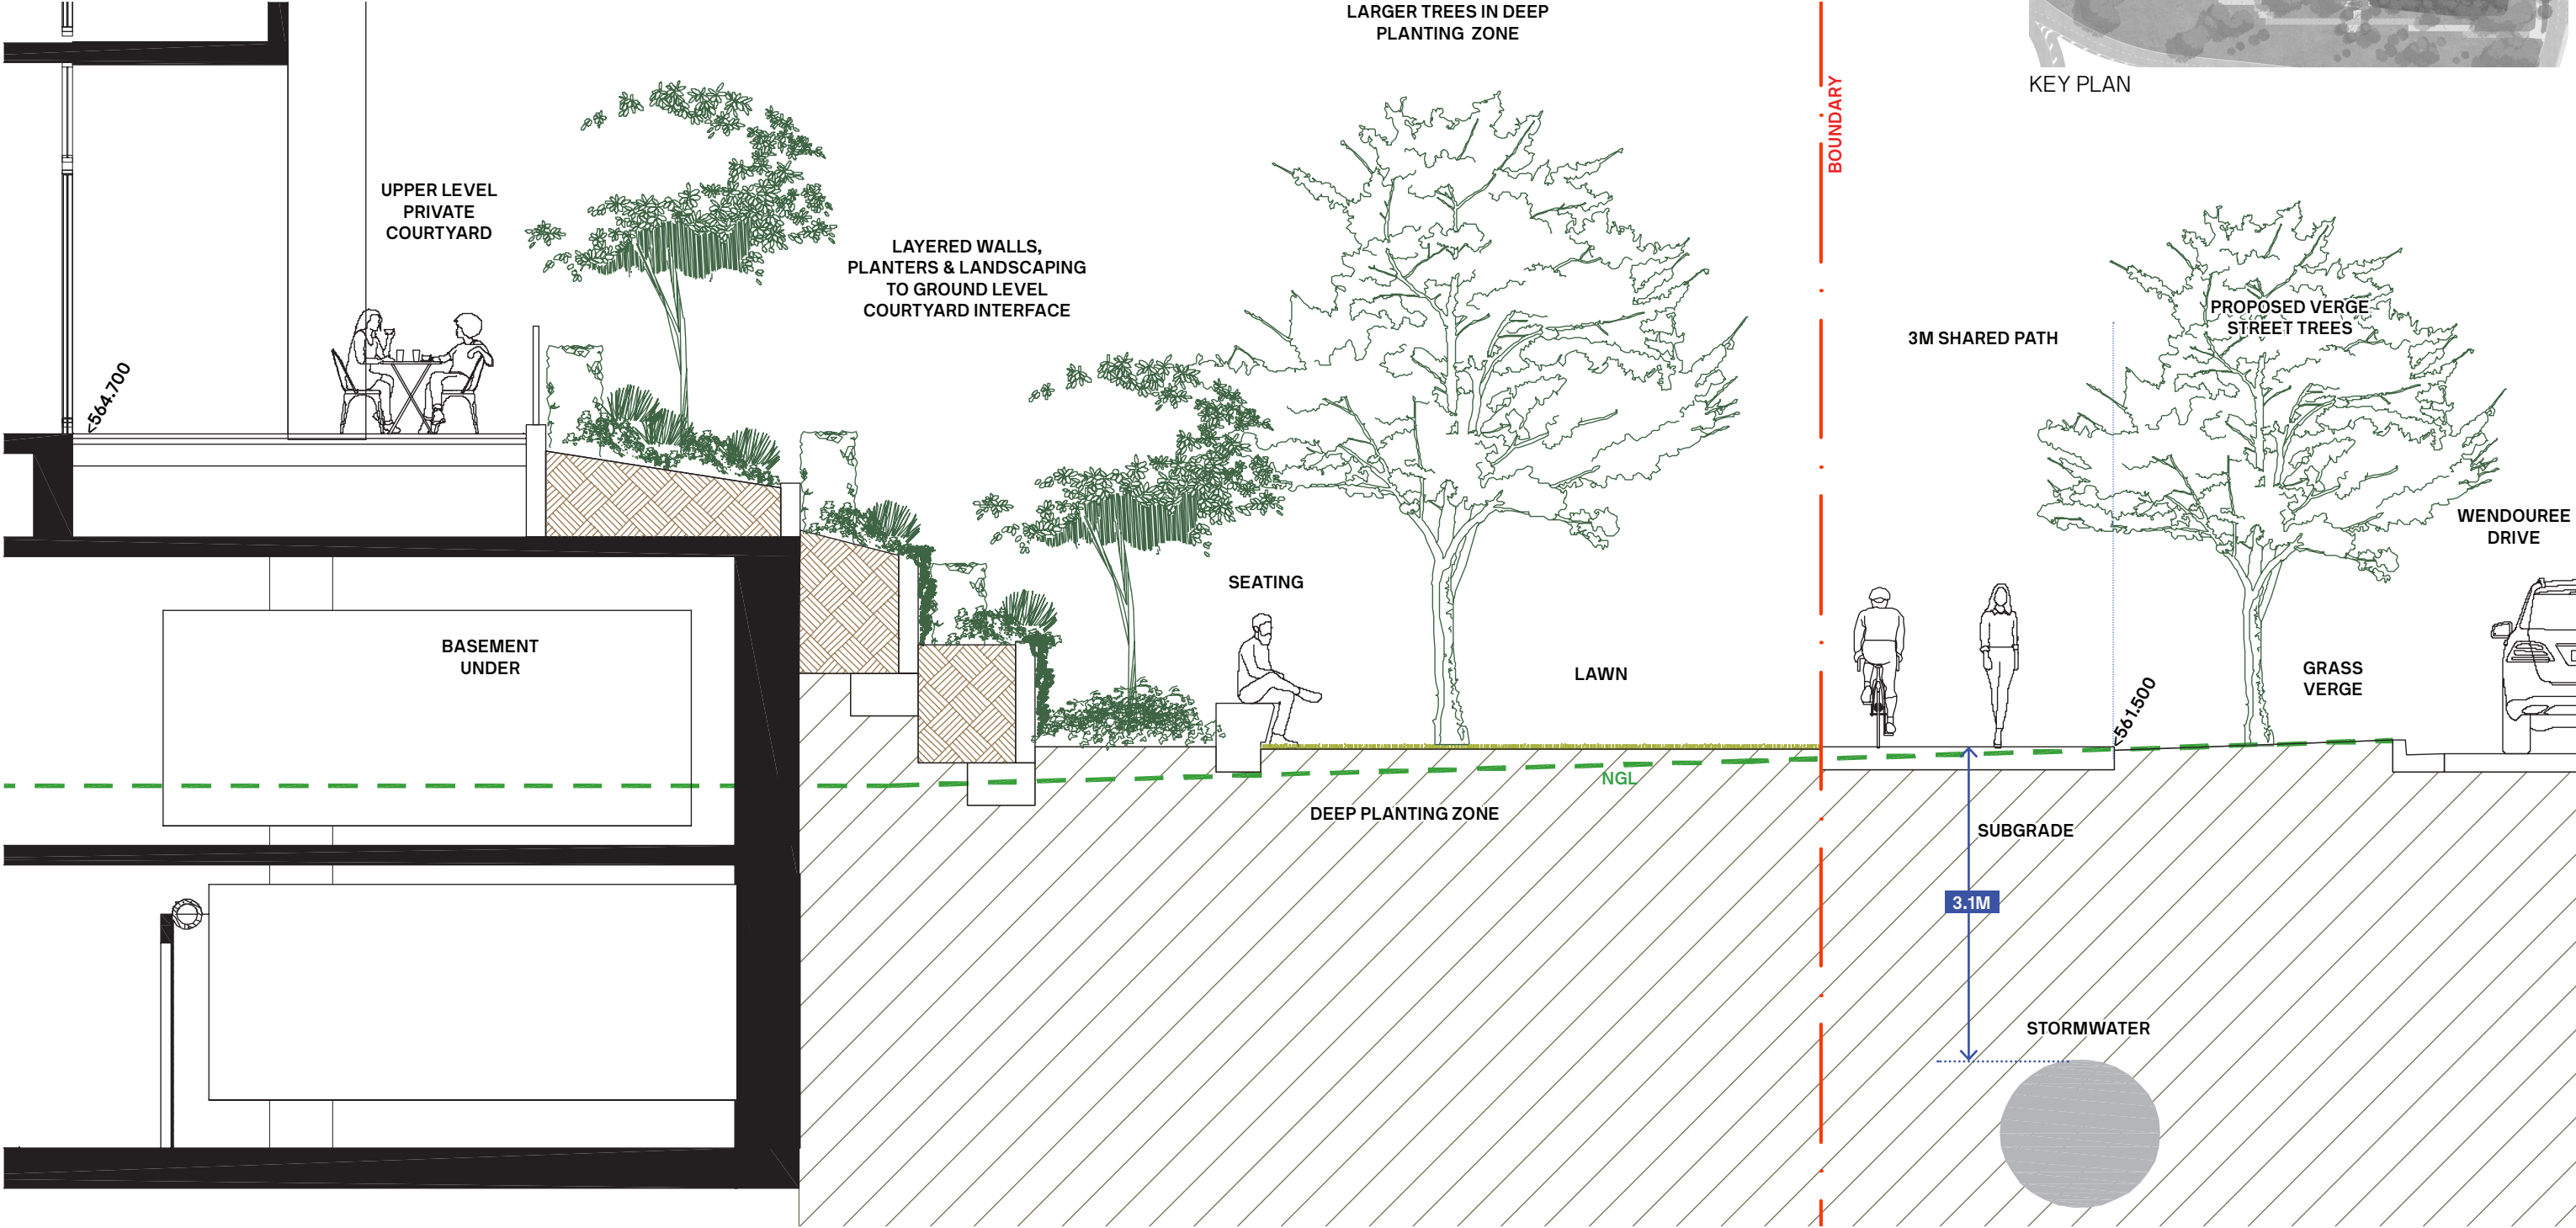 LARGER TREES IN DEEP
PLANTING ZONE
KEY PLAN
BOUNDARY
UPPER LEVEL
PRIVATE
COURTYARD
LAYERED WALLS,
PLANTERS & LANDSCAPING
TO GROUND LEVEL
COURTYARD INTERFACE
PROPOSED VERGE
STREET TREES
3M SHARED PATH
<564.700
WENDOUREE
DRIVE
SEATING
BASEMENT
UNDER
LAWN
GRASS
VERGE
<561.500
NGL
DEEP PLANTING ZONE
SUBGRADE
3.1M
STORMWATER